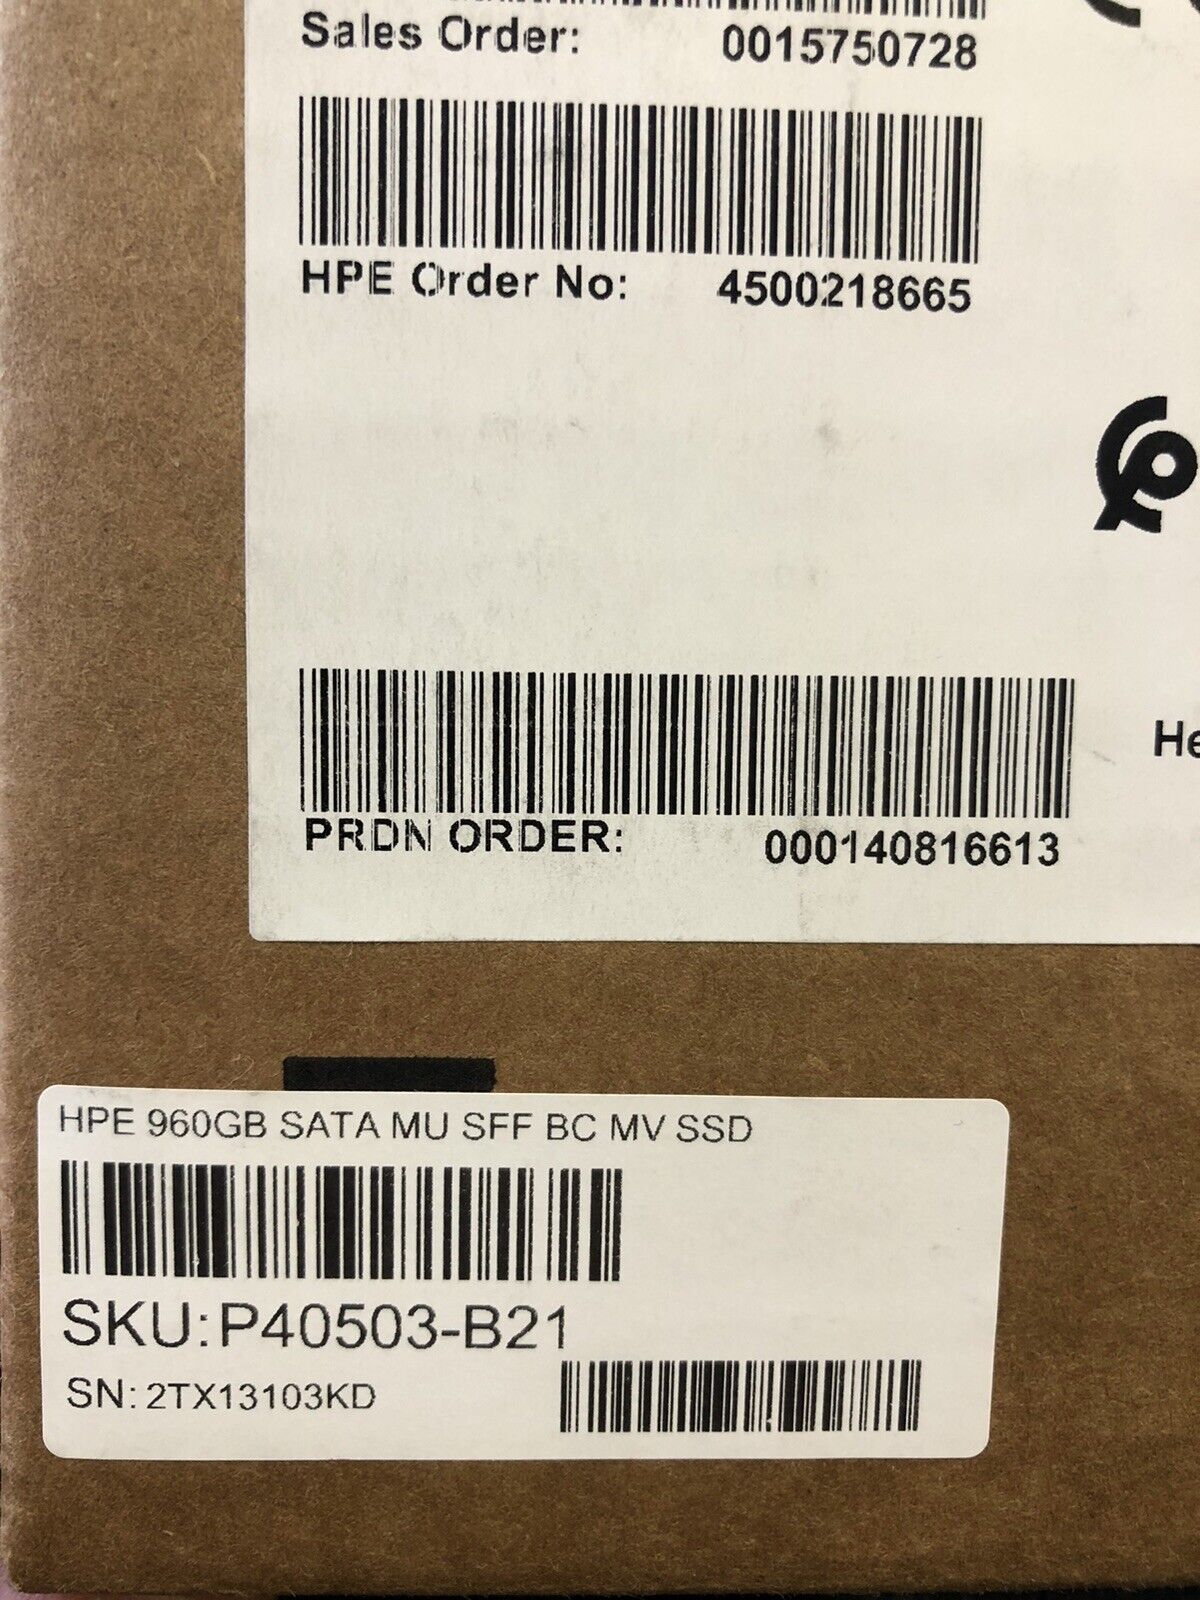 Sales Order: 0015750728
HPE Order No: 4500218665
He
PRDN ORDER: 000140816613
HPE 960GB SATA MU SFF BC MV SSD
SKU:P40503-B21
SN: 2TX13103KD